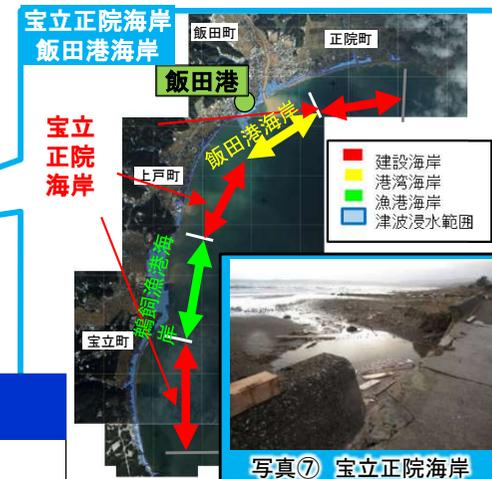 宝立正院海岸
飯田港海岸
飯田町
正院町
飯田港
宝立
正院
海岸
飯田港海岸
上戸町
建設海岸
港湾海岸
漁港海岸
津波浸水範囲
鵜飼漁港海
岸
宝立町
写真⑦ 宝立正院海岸